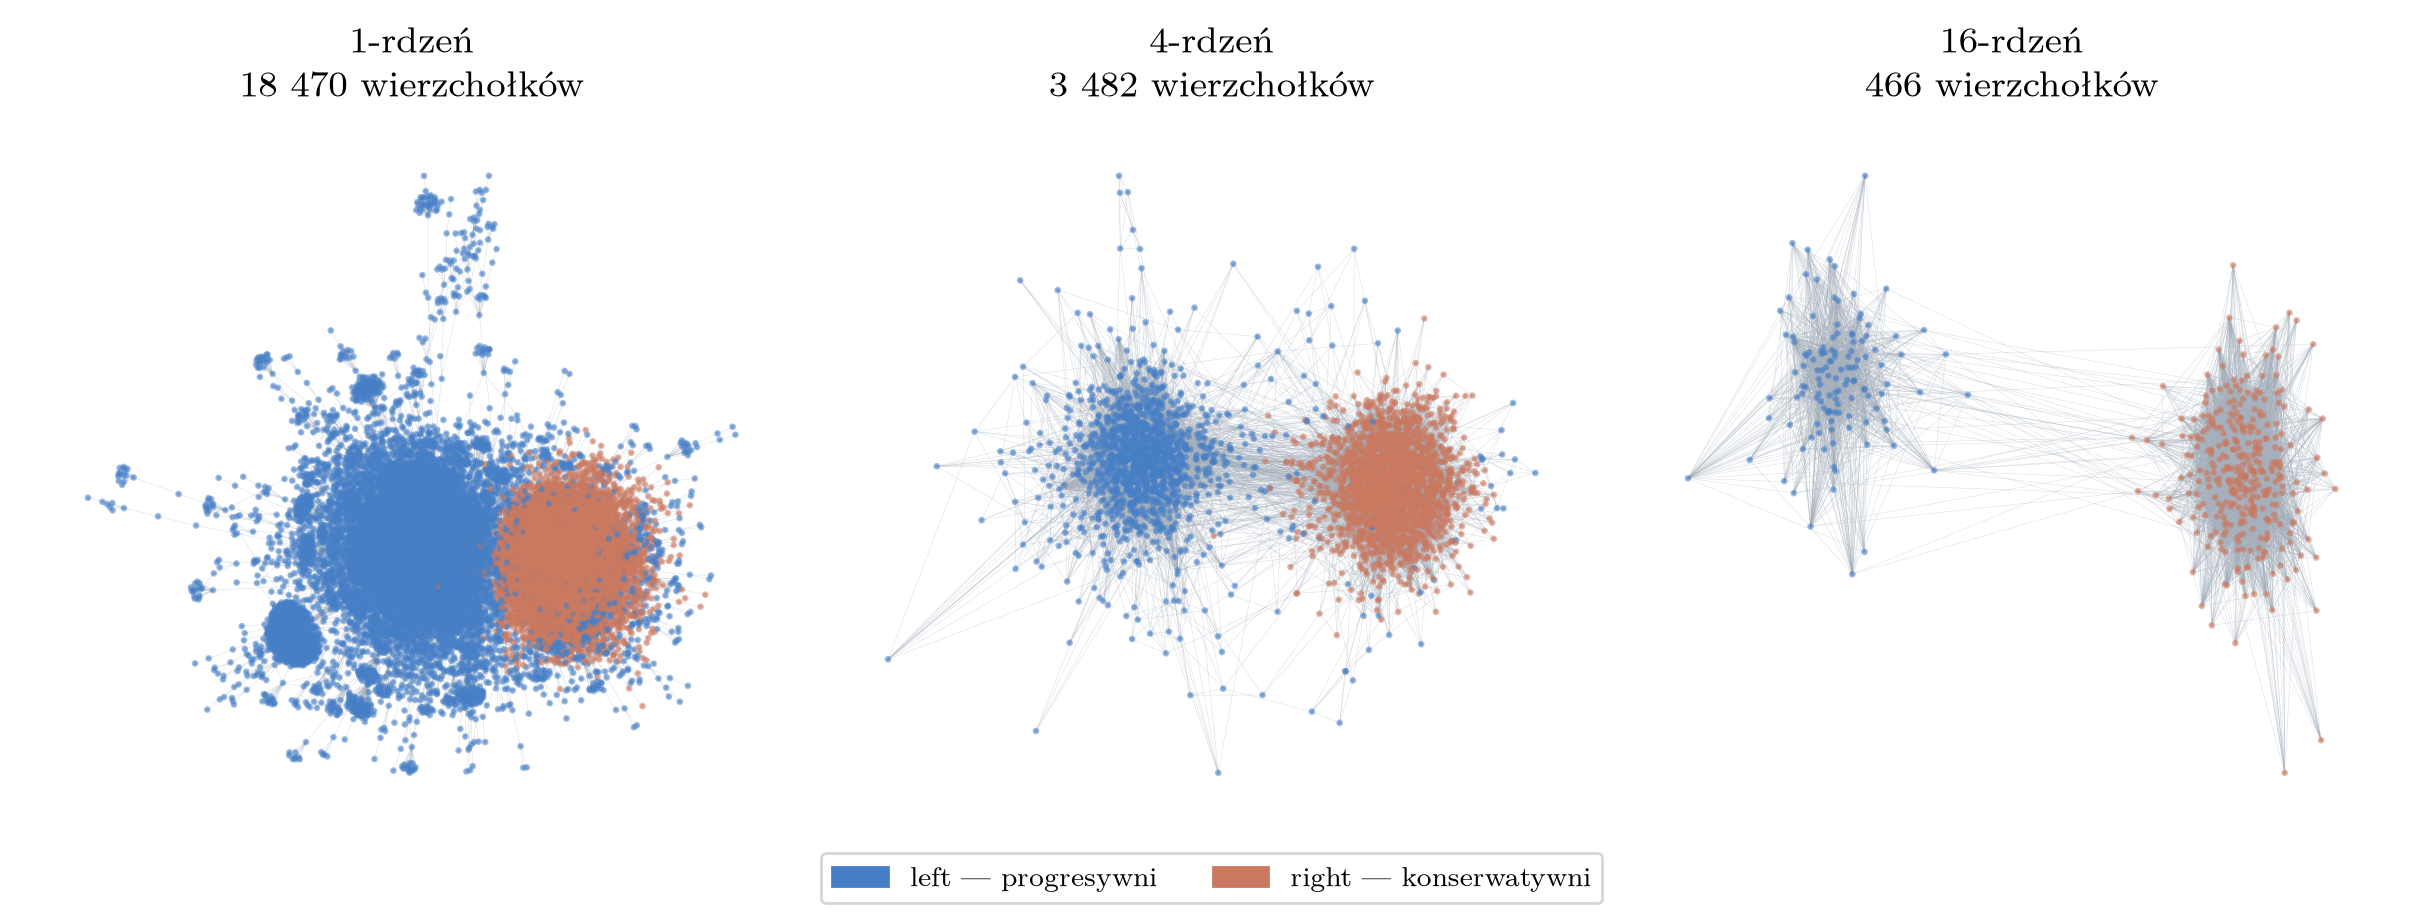 1-rdzeń
18 470 wierzchołków
4-rdzeń
3 482 wierzchołków
16-rdzeń
466 wierzchołków
left — progresywni
right — konserwatywni